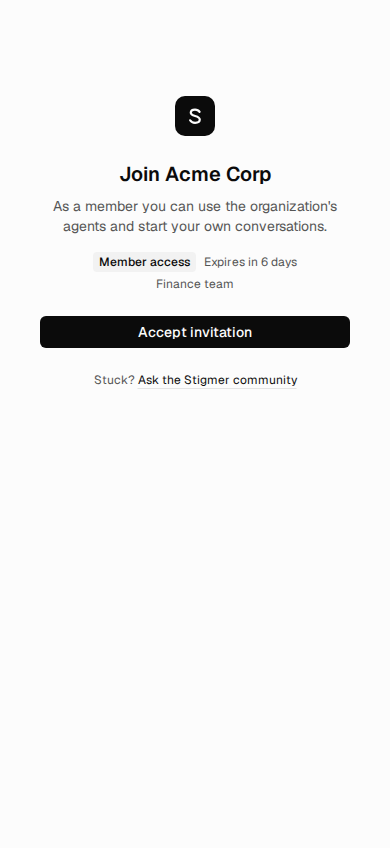 S
Join Acme Corp
As a member you can use the organization's
agents and start your own conversations.
Member access Expires in 6 days
Finance team
Accept invitation
Stuck? Ask the Stigmer community